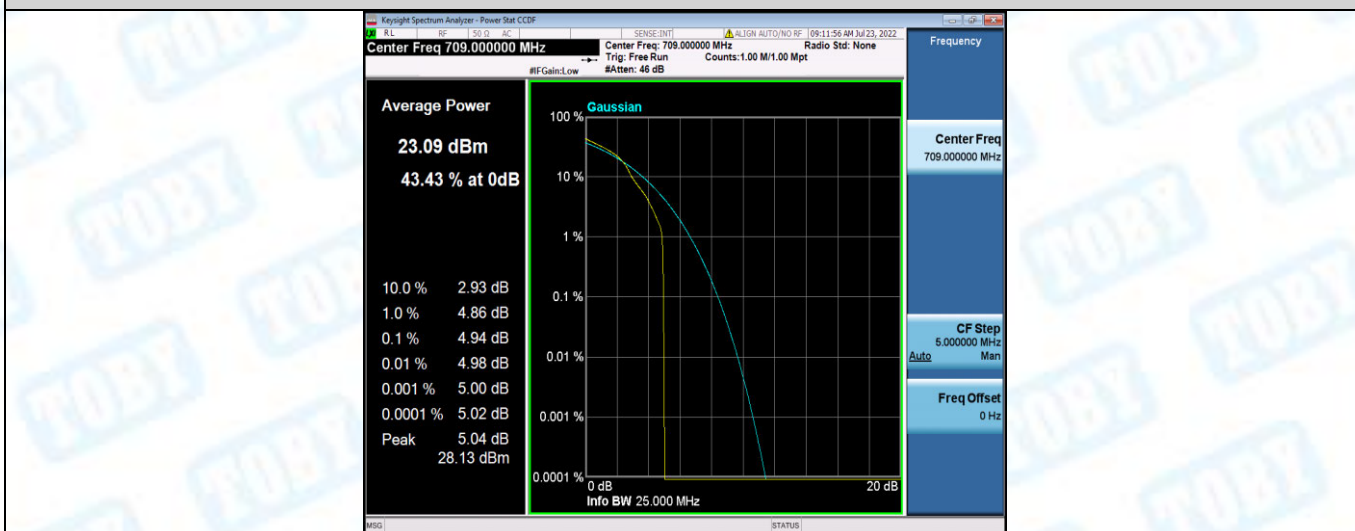 Keysight Spectrum Analyzer - Power Stat CCDF
RL RF 50 Ω AC SENSE:INT ALIGN AUTO/NO RF 09:11:56 AM Jul 23, 2022
Center Freq 709.000000 MHz
Center Freq: 709.000000 MHz Radio Std: None
Trig: Free Run Counts:1.00 M/1.00 Mpt
#IFGain:Low #Atten: 46 dB
Frequency
Average Power
23.09 dBm
43.43 % at 0dB
10.0 % 2.93 dB
1.0 % 4.86 dB
0.1 % 4.94 dB
0.01 % 4.98 dB
0.001 % 5.00 dB
0.0001 % 5.02 dB
Peak 5.04 dB
28.13 dBm
Gaussian
100 %
10 %
1 %
0.1 %
0.01 %
0.001 %
0.0001 %
0 dB 20 dB
Info BW 25.000 MHz
Center Freq
709.000000 MHz
CF Step
5.000000 MHz
Auto Man
Freq Offset
0 Hz
MSG STATUS
TOBY
TOBY
TOBY
TOBY
TOBY
TOBY
TOBY